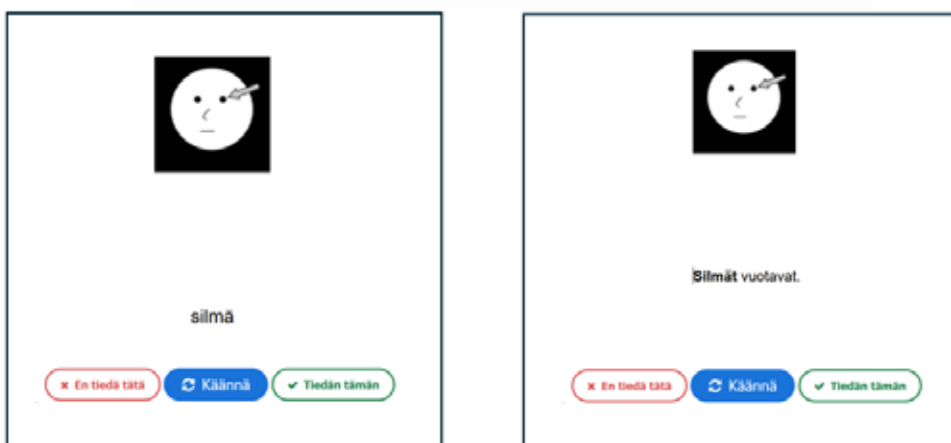 silmä
✖ En tiedä tätä Käännä ✔ Tiedän tämän
Silmät vuotavat.
✖ En tiedä tätä Käännä ✔ Tiedän tämän